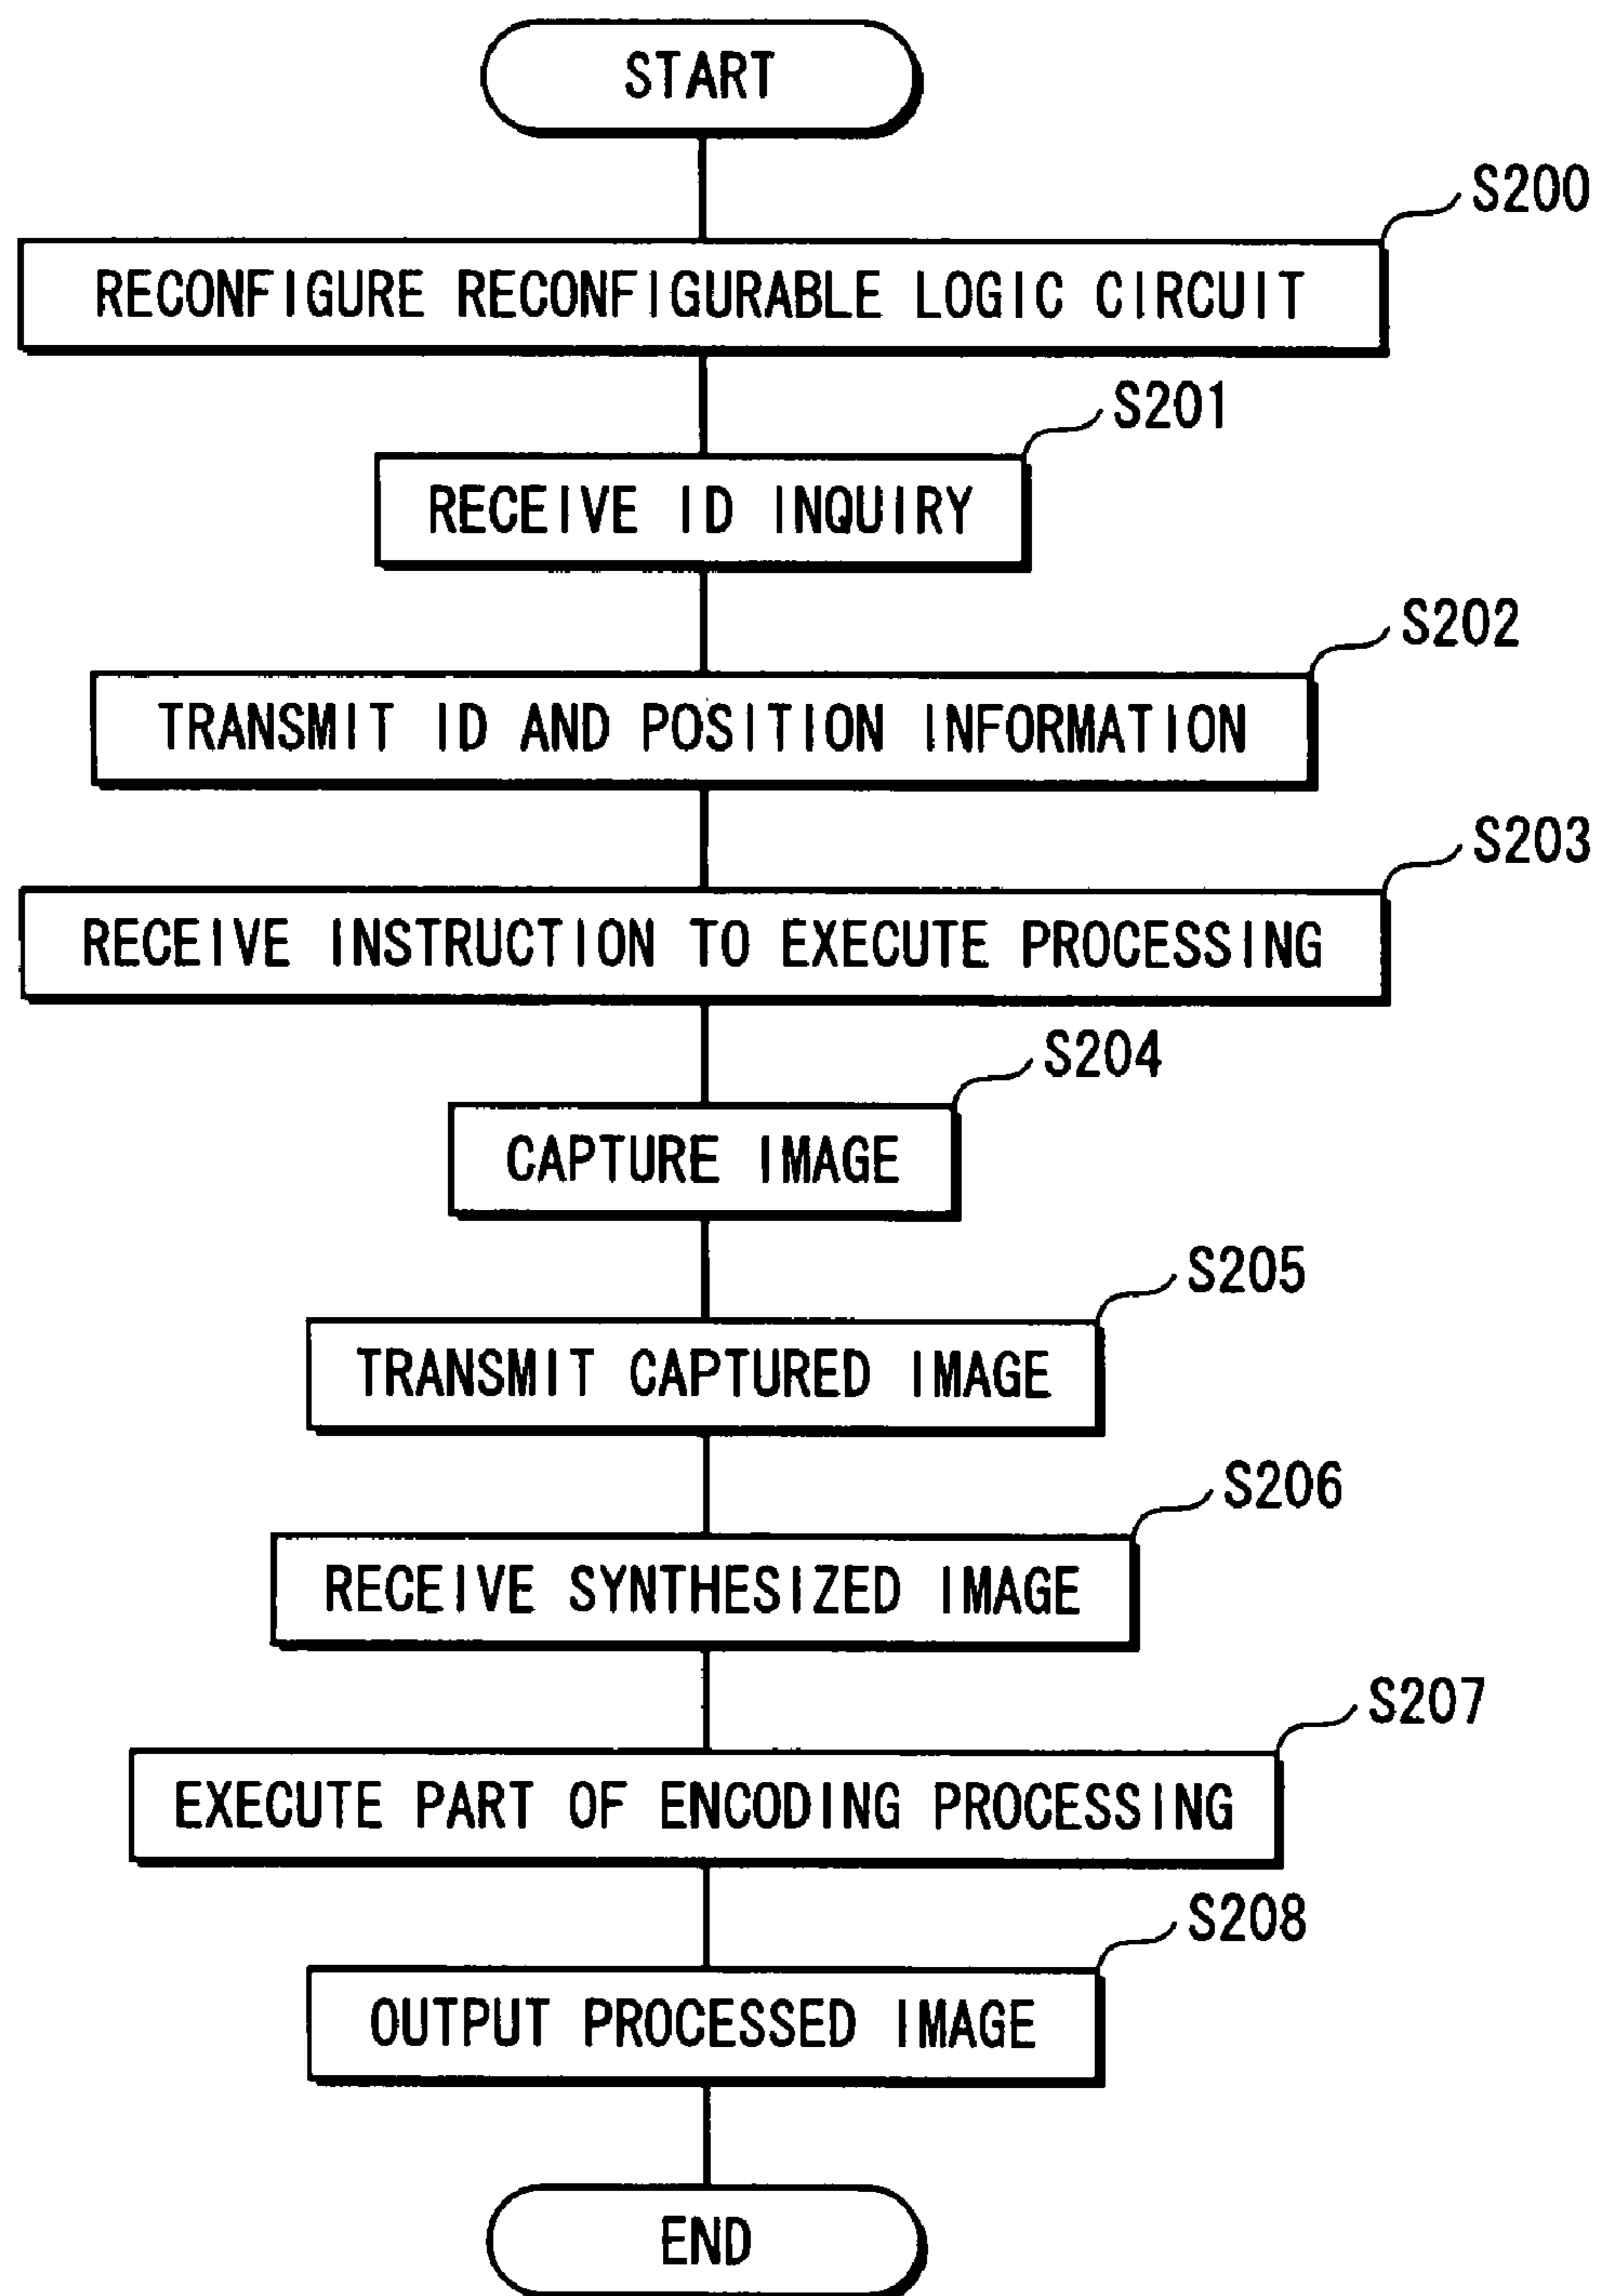 START
S200
RECONFIGURE RECONFIGURABLE LOGIC CIRCUIT
S201
RECEIVE ID INQUIRY
S202
TRANSMIT ID AND POSITION INFORMATION
S203
RECEIVE INSTRUCTION TO EXECUTE PROCESSING
S204
CAPTURE IMAGE
S205
TRANSMIT CAPTURED IMAGE
S206
RECEIVE SYNTHESIZED IMAGE
S207
EXECUTE PART OF ENCODING PROCESSING
S208
OUTPUT PROCESSED IMAGE
END